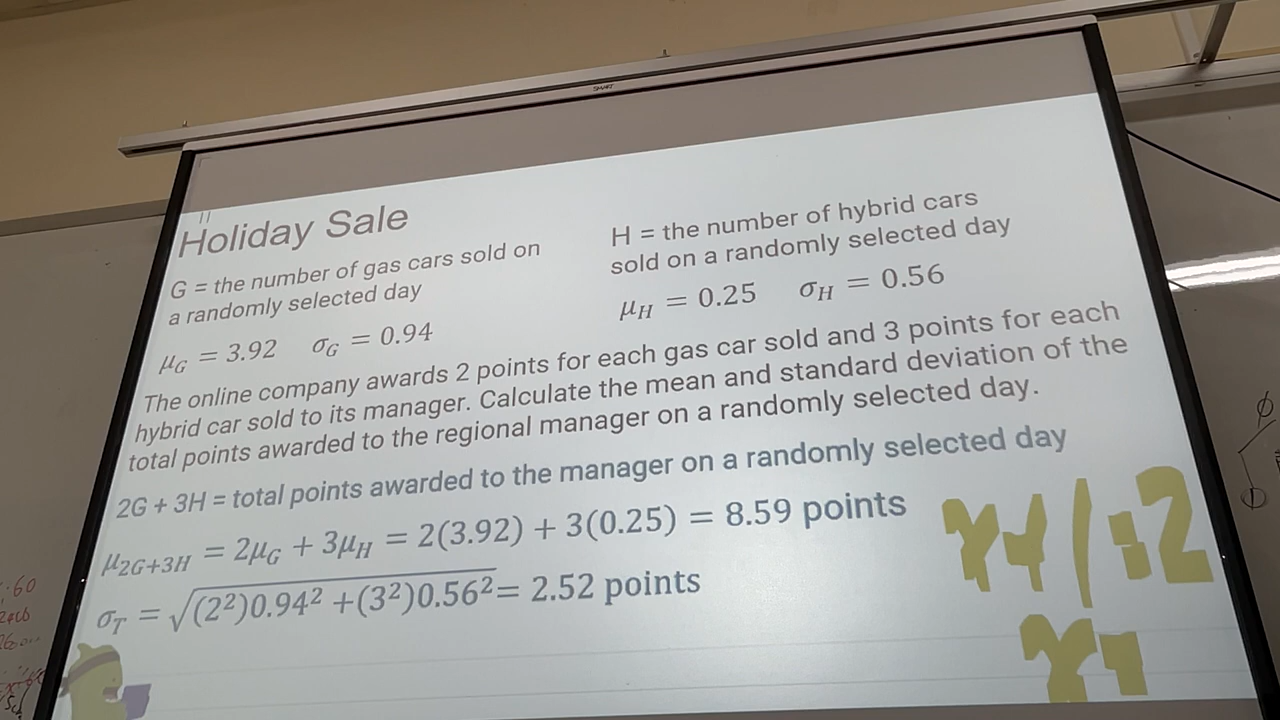 SMART
Holiday Sale
G = the number of gas cars sold on
a randomly selected day
μG = 3.92 σG = 0.94
H = the number of hybrid cars
sold on a randomly selected day
μH = 0.25 σH = 0.56
The online company awards 2 points for each gas car sold and 3 points for each
hybrid car sold to its manager. Calculate the mean and standard deviation of the
total points awarded to the regional manager on a randomly selected day.
2G + 3H = total points awarded to the manager on a randomly selected day
μ2G+3H = 2μG + 3μH = 2(3.92) + 3(0.25) = 8.59 points
σT = √(2²)0.94² +(3²)0.56² = 2.52 points